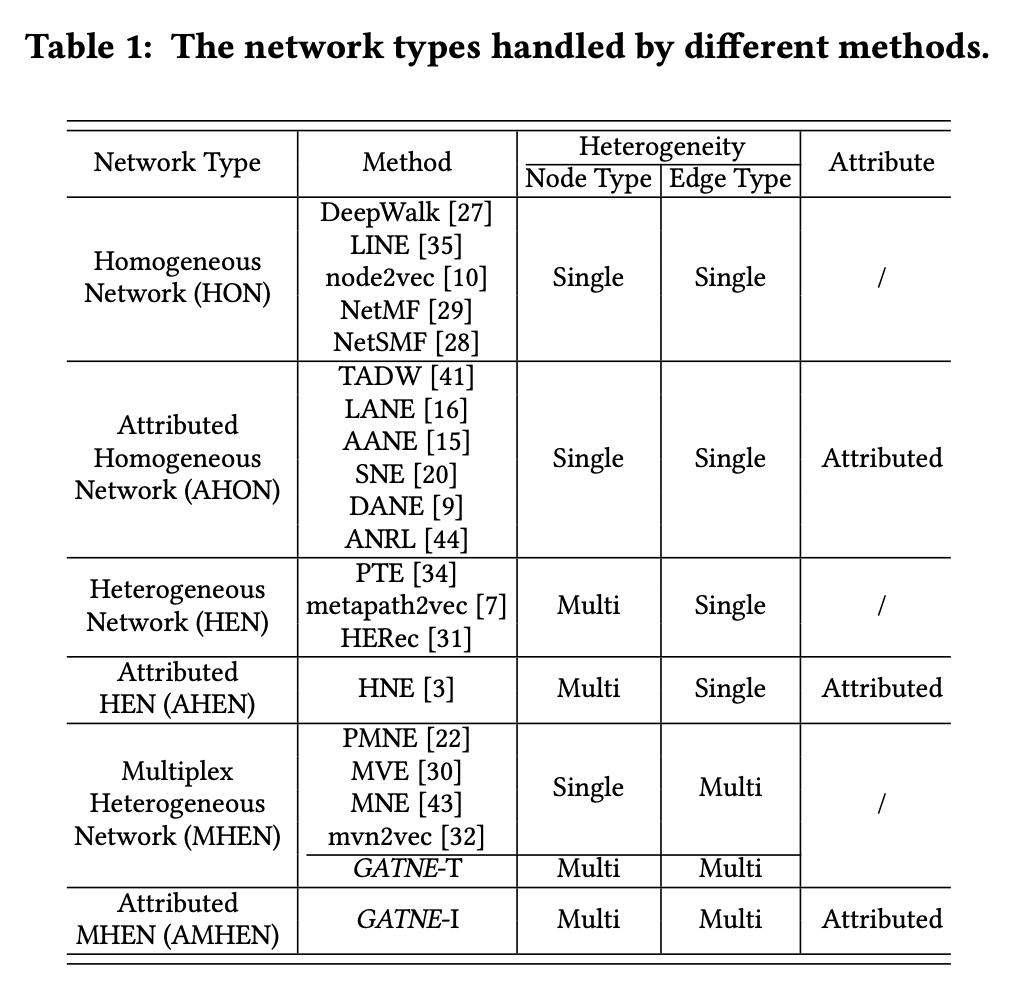 Table 1: The network types handled by different methods.
Network Type Method Heterogeneity Attribute
Node Type Edge Type
Homogeneous
Network (HON)
DeepWalk [27]
LINE [35]
node2vec [10]
NetMF [29]
NetSMF [28]
Single Single /
Attributed
Homogeneous
Network (AHON)
TADW [41]
LANE [16]
AANE [15]
SNE [20]
DANE [9]
ANRL [44]
Single Single Attributed
Heterogeneous
Network (HEN)
PTE [34]
metapath2vec [7]
HERec [31]
Multi Single /
Attributed
HEN (AHEN)
HNE [3]
Multi Single Attributed
Multiplex
Heterogeneous
Network (MHEN)
PMNE [22]
MVE [30]
MNE [43]
mvn2vec [32]
Single Multi /
GATNE-T Multi Multi
Attributed
MHEN (AMHEN)
GATNE-I Multi Multi Attributed